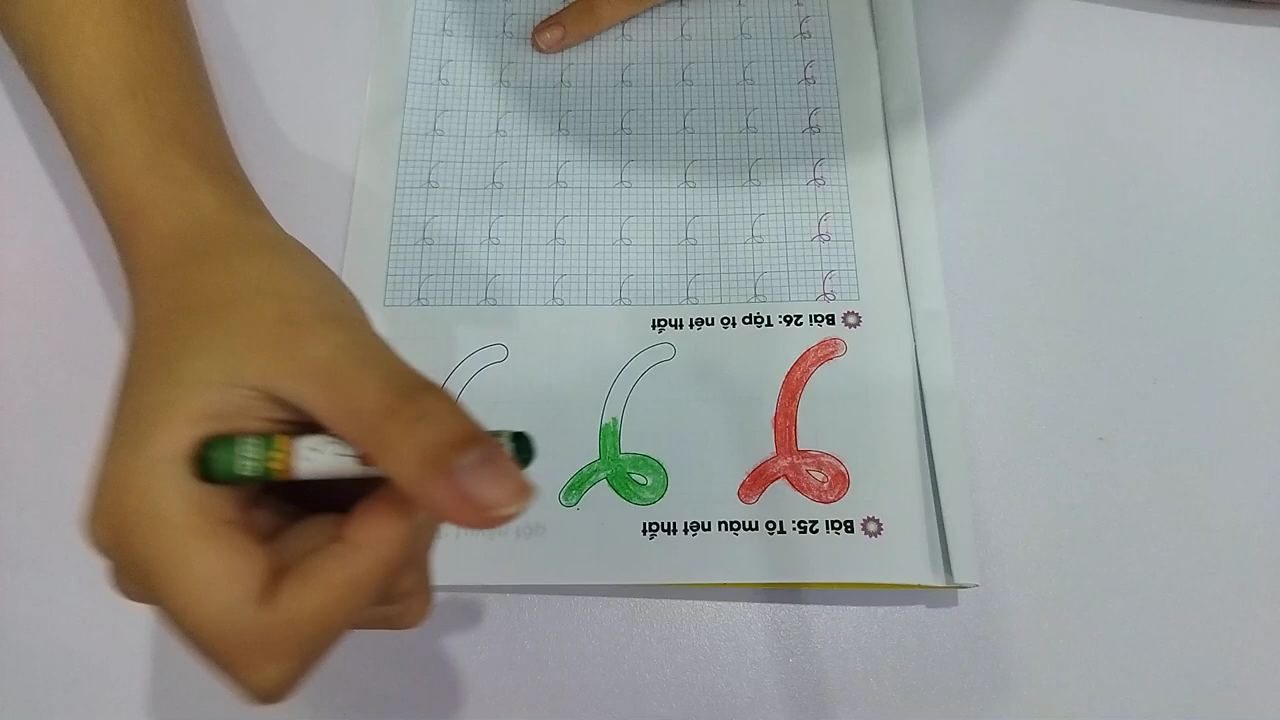 Bài 25: Tô màu nét thắt
Bài 26: Tập tô nét thắt